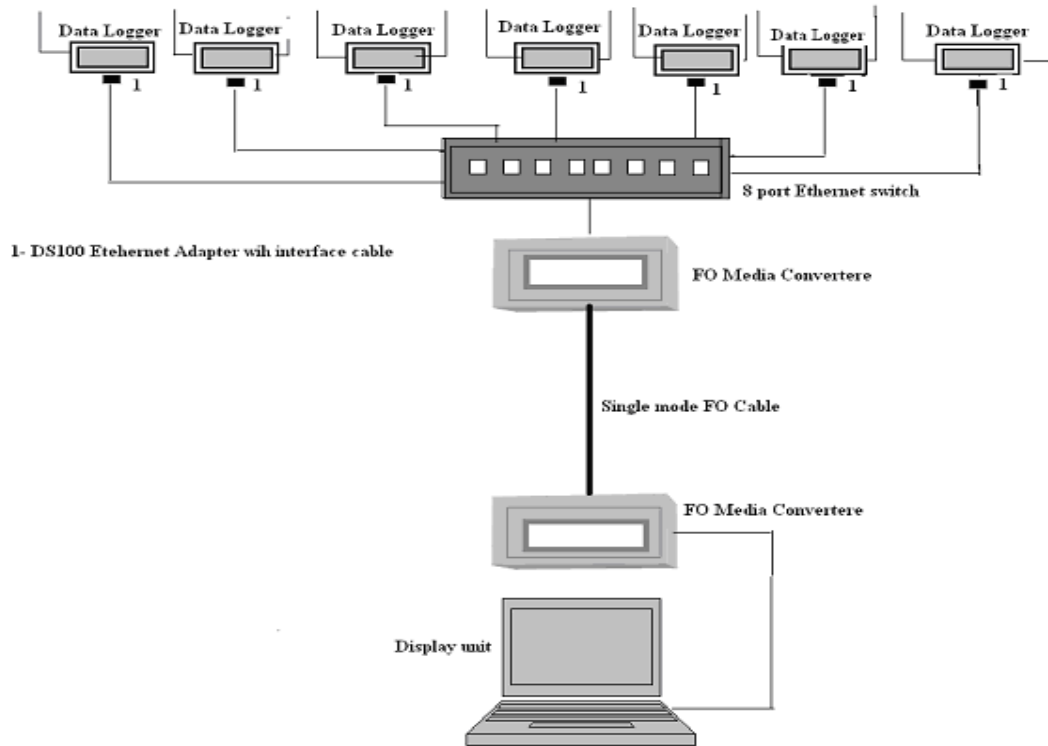 Data Logger
Data Logger
Data Logger
Data Logger
Data Logger
Data Logger
Data Logger
1
1
1
1
1
1
1
8 port Ethernet switch
1- DS100 Etehernet Adapter wih interface cable
FO Media Convertere
Single mode FO Cable
FO Media Convertere
Display unit